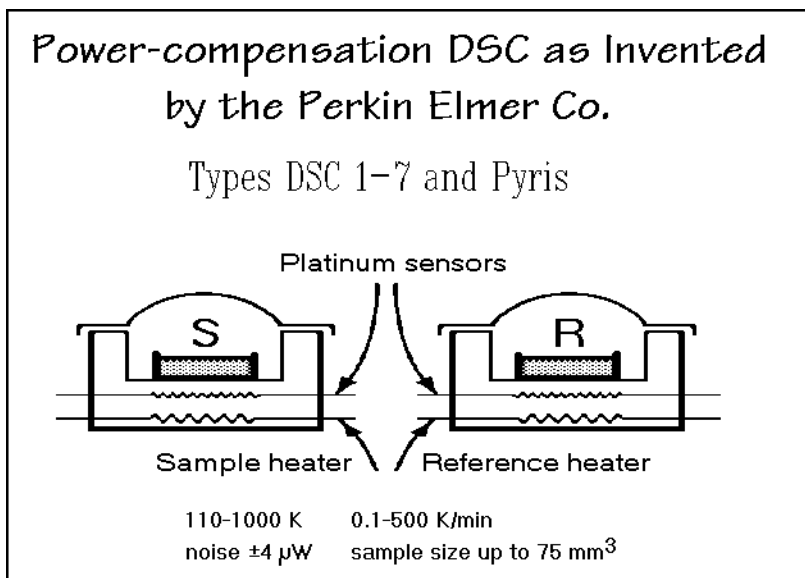 Power-compensation DSC as Invented
by the Perkin Elmer Co.
Types DSC 1-7 and Pyris
Platinum sensors
S
R
Sample heater
Reference heater
110-1000 K 0.1-500 K/min
noise ±4 µW sample size up to 75 mm³